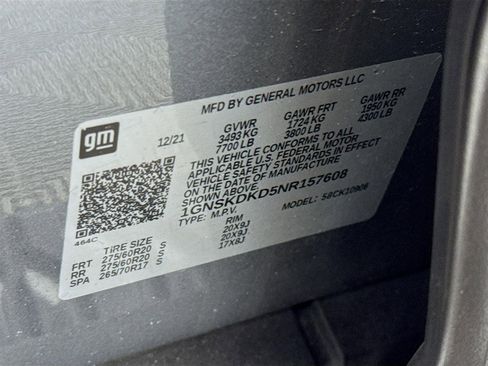 gm
MFD BY GENERAL MOTORS LLC
12/21 GVWR GAWR FRT GAWR RR
3493 KG 1724 KG 1950 KG
7700 LB 3800 LB 4300 LB
THIS VEHICLE CONFORMS TO ALL
APPLICABLE U.S. FEDERAL MOTOR
VEHICLE SAFETY STANDARDS IN EFFECT
ON THE DATE OF MANUFACTURE
SHOWN ABOVE.
1GNSKDKD5NR157608
TYPE: M.P.V. MODEL: 58CK10906
464C
TIRE SIZE RIM
FRT 275/60R20 S 20X9J
RR 275/60R20 S 20X9J
SPA 265/70R17 S 17X8J